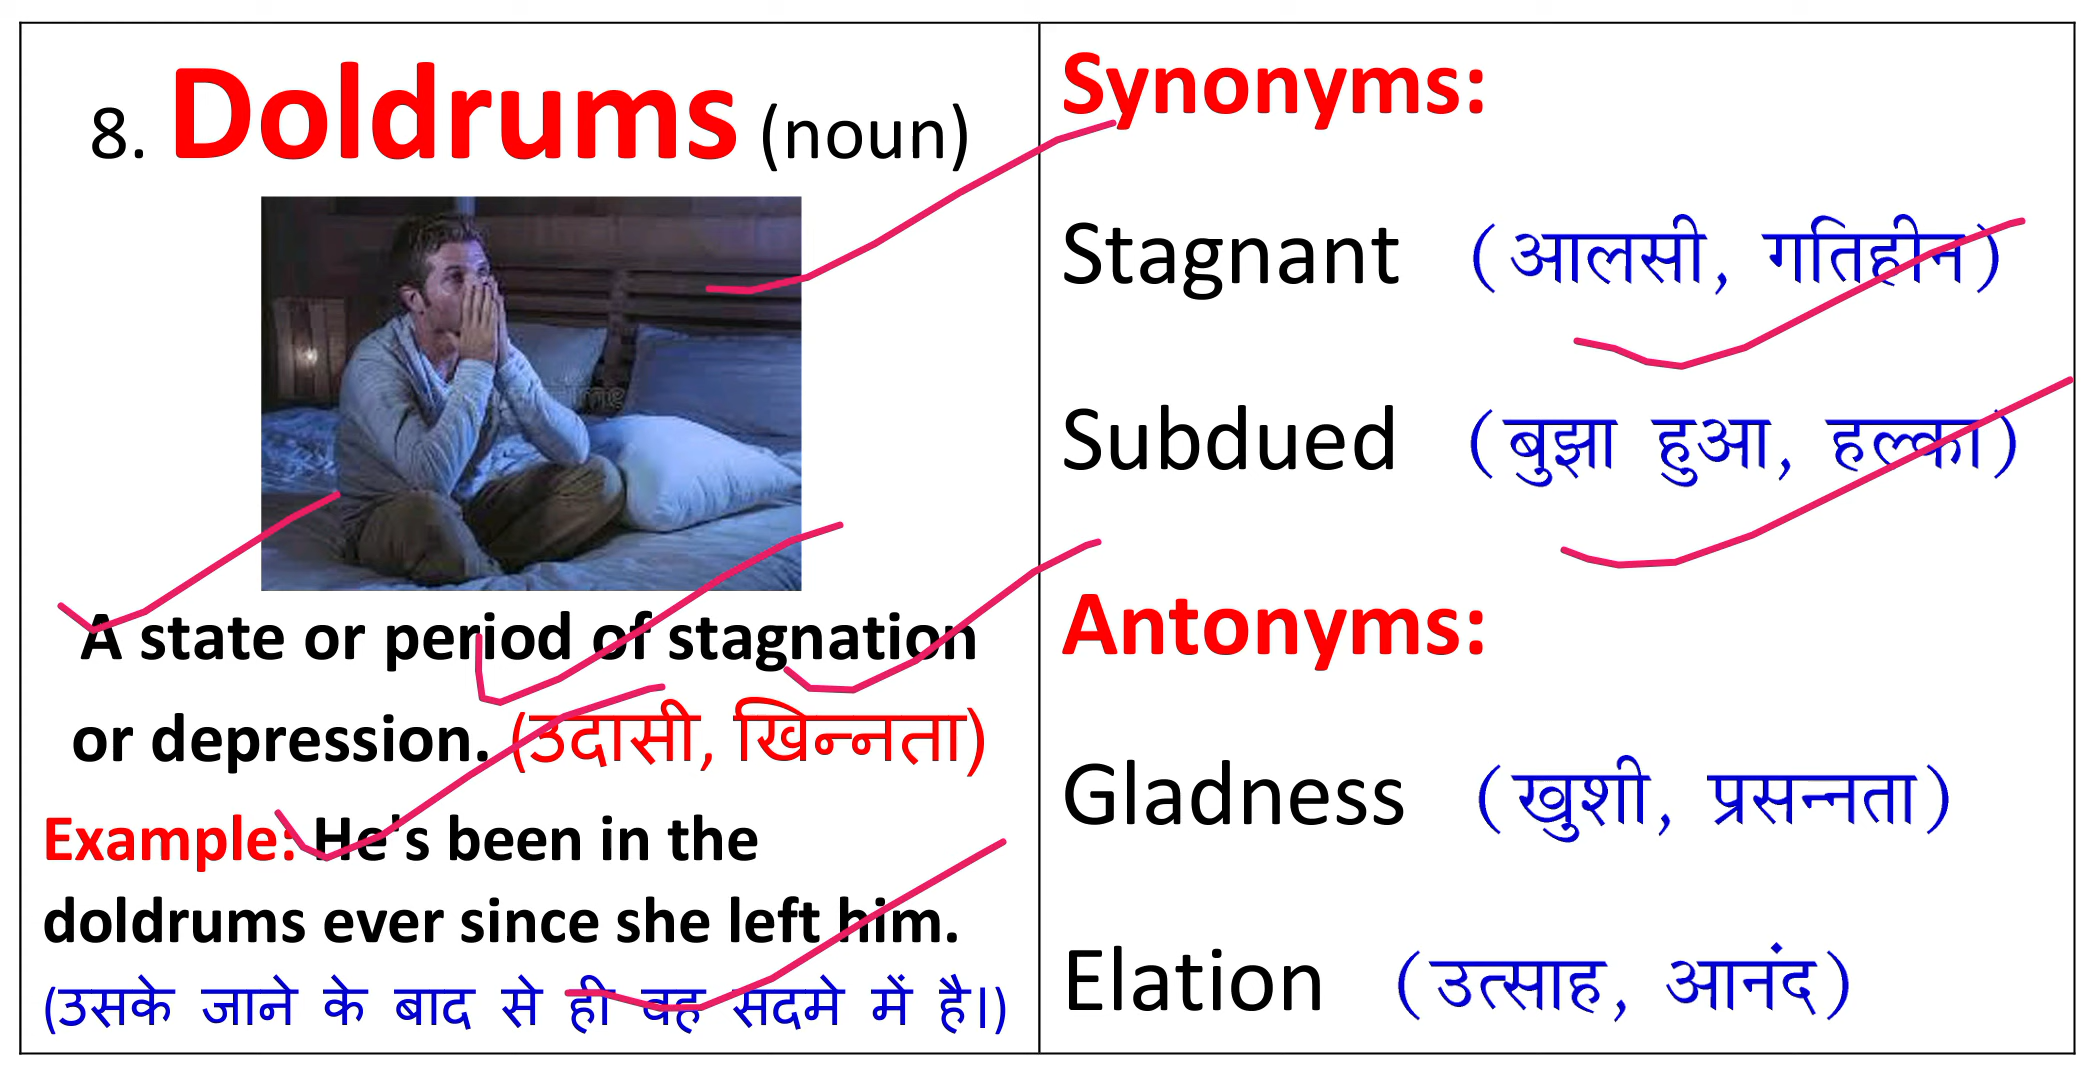 8. Doldrums (noun)
A state or period of stagnation
or depression. (उदासी, खिन्नता)
Example: He's been in the
doldrums ever since she left him.
(उसके जाने के बाद से ही वह सदमे में है।)
Synonyms:
Stagnant (आलसी, गतिहीन)
Subdued (बुझा हुआ, हल्का)
Antonyms:
Gladness (खुशी, प्रसन्नता)
Elation (उत्साह, आनंद)